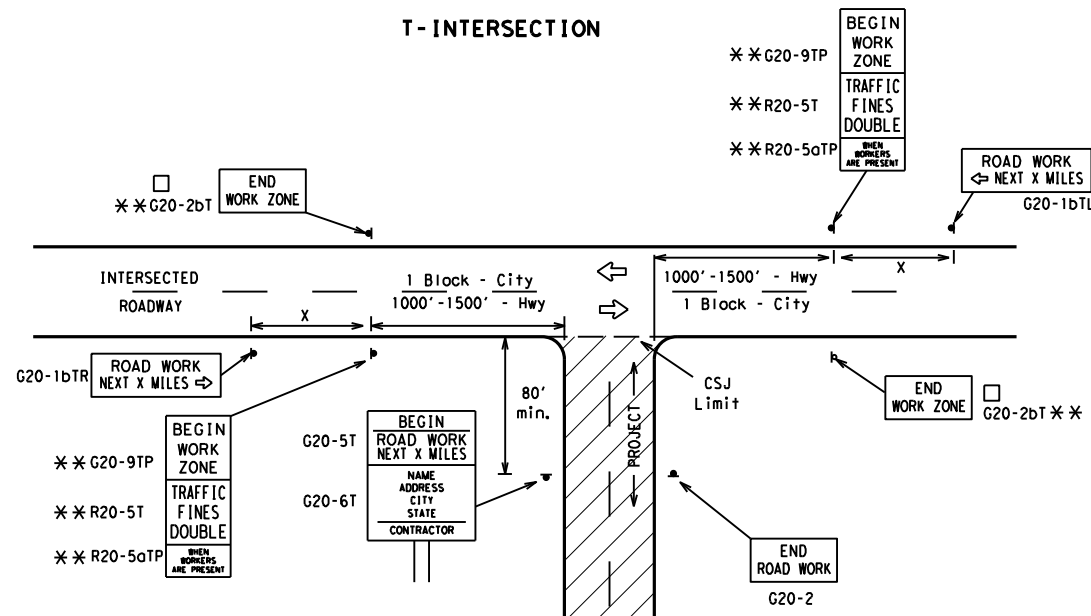 T-INTERSECTION
BEGIN
WORK
ZONE
TRAFFIC
FINES
DOUBLE
WHEN
WORKERS
ARE PRESENT
**G20-9TP
**R20-5T
**R20-5aTP
ROAD WORK
⇦ NEXT X MILES
G20-1bTL
□
**G20-2bT
END
WORK ZONE
INTERSECTED
ROADWAY
1 Block - City
1000'-1500' - Hwy
X
1000'-1500' - Hwy
1 Block - City
X
G20-1bTR
ROAD WORK
NEXT X MILES ⇨
80'
min.
CSJ
Limit
PROJECT
END
WORK ZONE
□
G20-2bT **
**G20-9TP
**R20-5T
**R20-5aTP
BEGIN
WORK
ZONE
TRAFFIC
FINES
DOUBLE
WHEN
WORKERS
ARE PRESENT
G20-5T
G20-6T
BEGIN
ROAD WORK
NEXT X MILES
NAME
ADDRESS
CITY
STATE
CONTRACTOR
END
ROAD WORK
G20-2